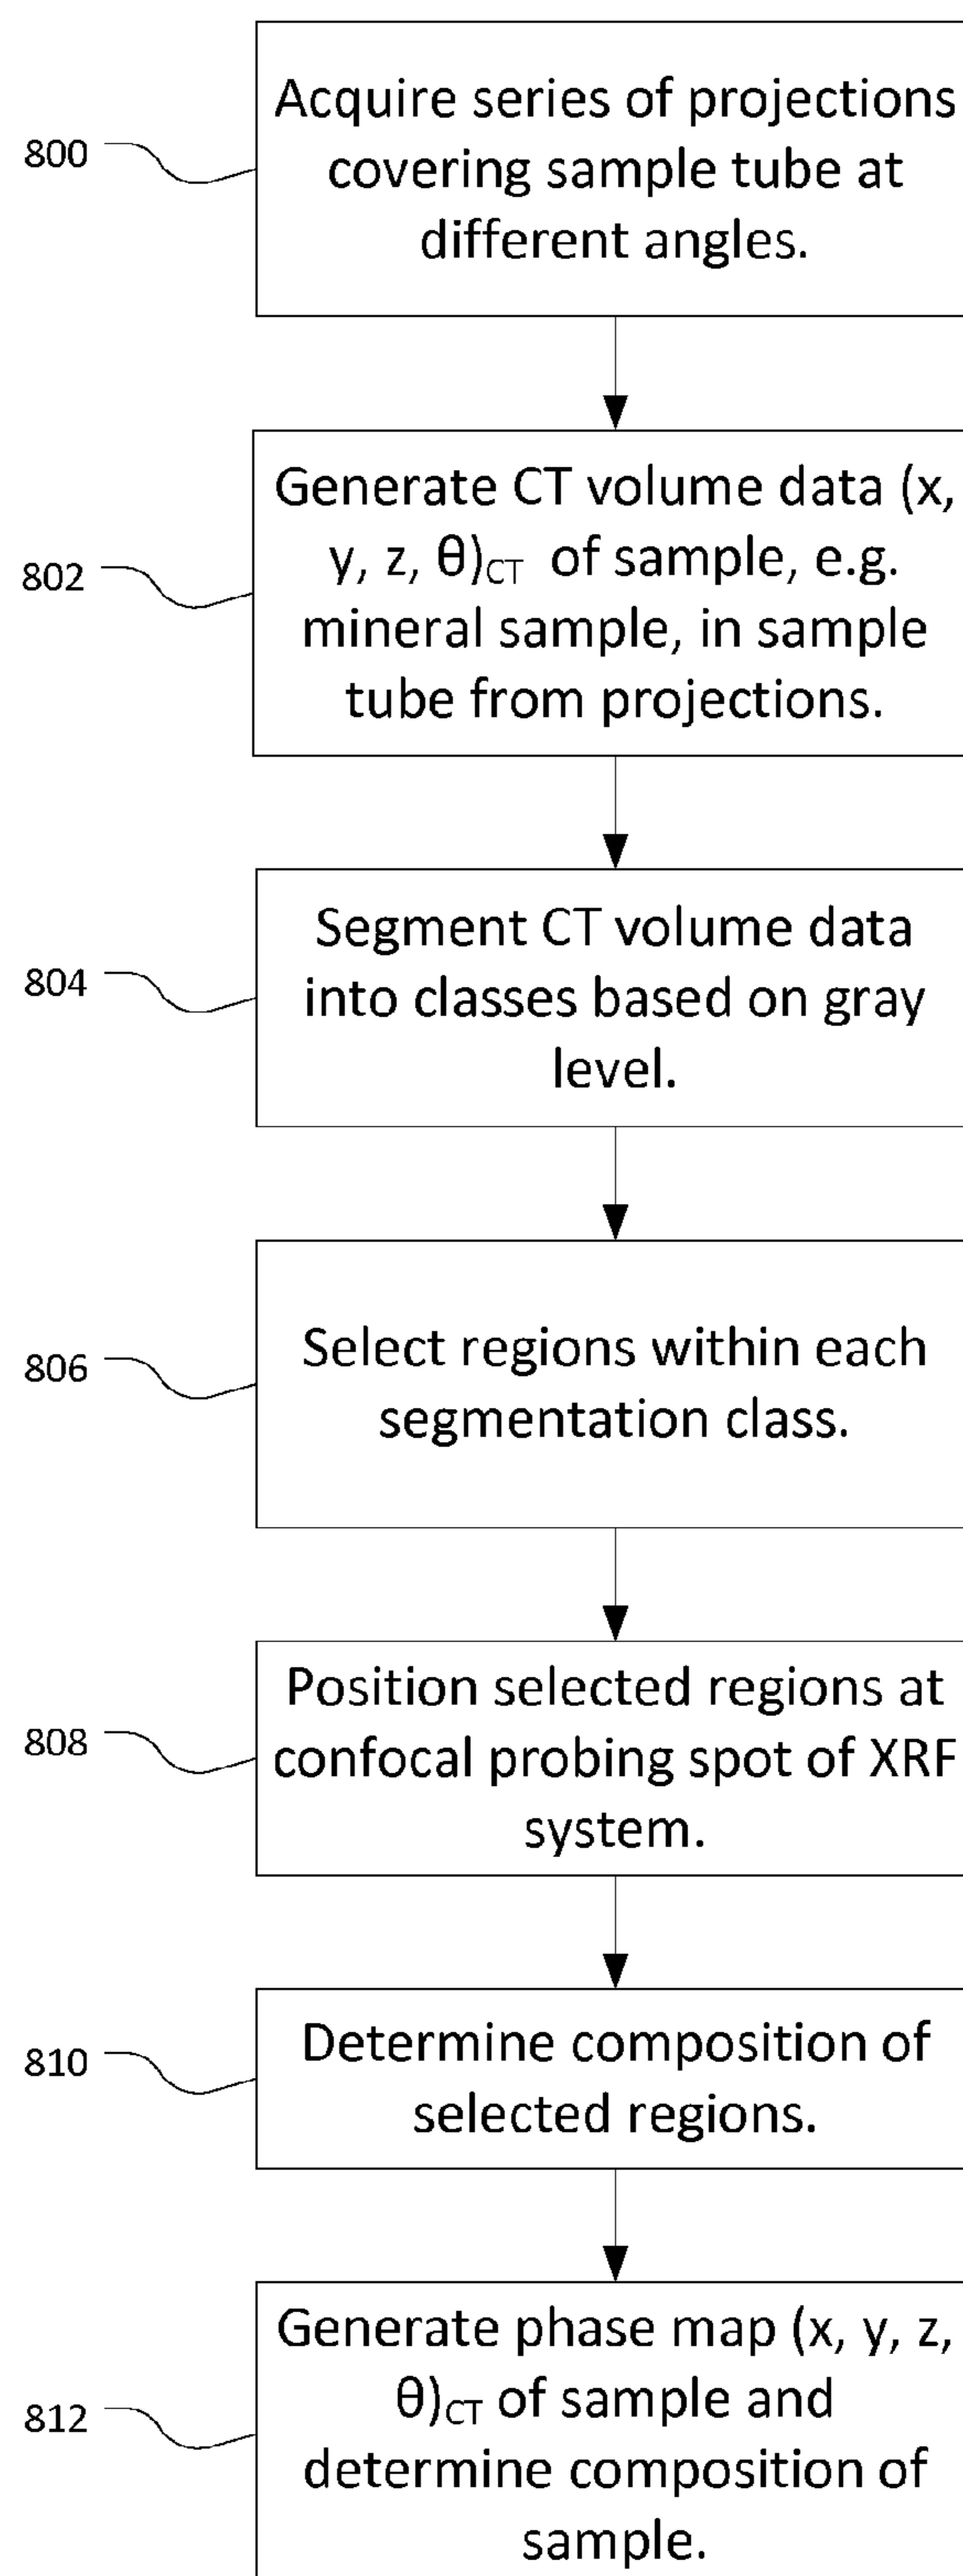 800
Acquire series of projections
covering sample tube at
different angles.
802
Generate CT volume data (x,
y, z, θ)CT of sample, e.g.
mineral sample, in sample
tube from projections.
804
Segment CT volume data
into classes based on gray
level.
806
Select regions within each
segmentation class.
808
Position selected regions at
confocal probing spot of XRF
system.
810
Determine composition of
selected regions.
812
Generate phase map (x, y, z,
θ)CT of sample and
determine composition of
sample.